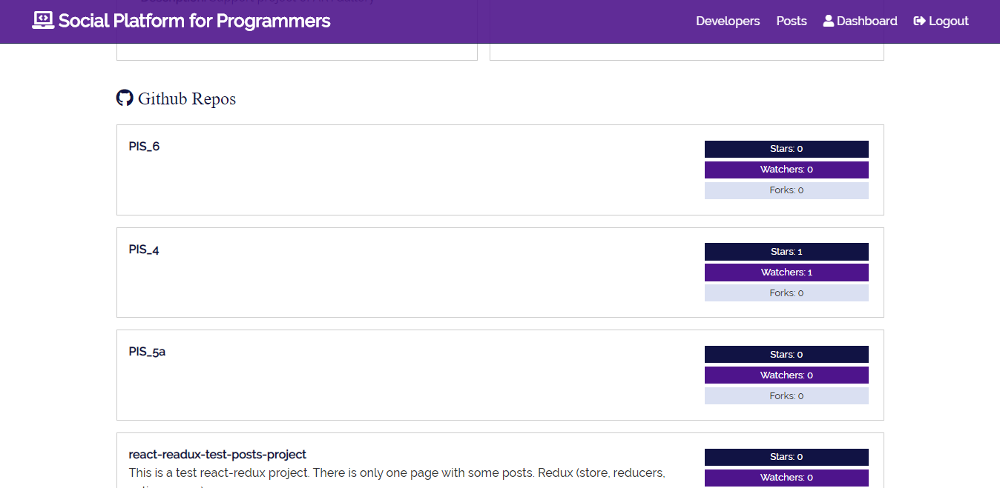 Social Platform for Programmers
Developers Posts Dashboard Logout
Github Repos
PIS_6
Stars: 0
Watchers: 0
Forks: 0
PIS_4
Stars: 1
Watchers: 1
Forks: 0
PIS_5a
Stars: 0
Watchers: 0
Forks: 0
react-readux-test-posts-project
This is a test react-redux project. There is only one page with some posts. Redux (store, reducers,
Stars: 0
Watchers: 0